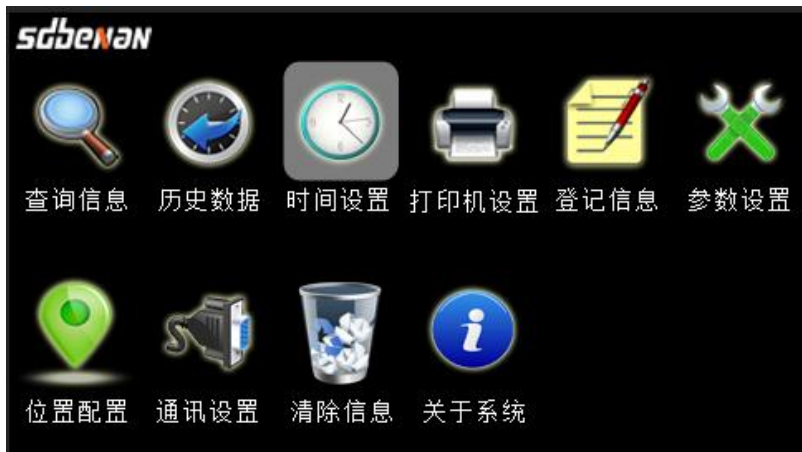 sdbenan
查询信息 历史数据 时间设置 打印机设置 登记信息 参数设置
位置配置 通讯设置 清除信息 关于系统